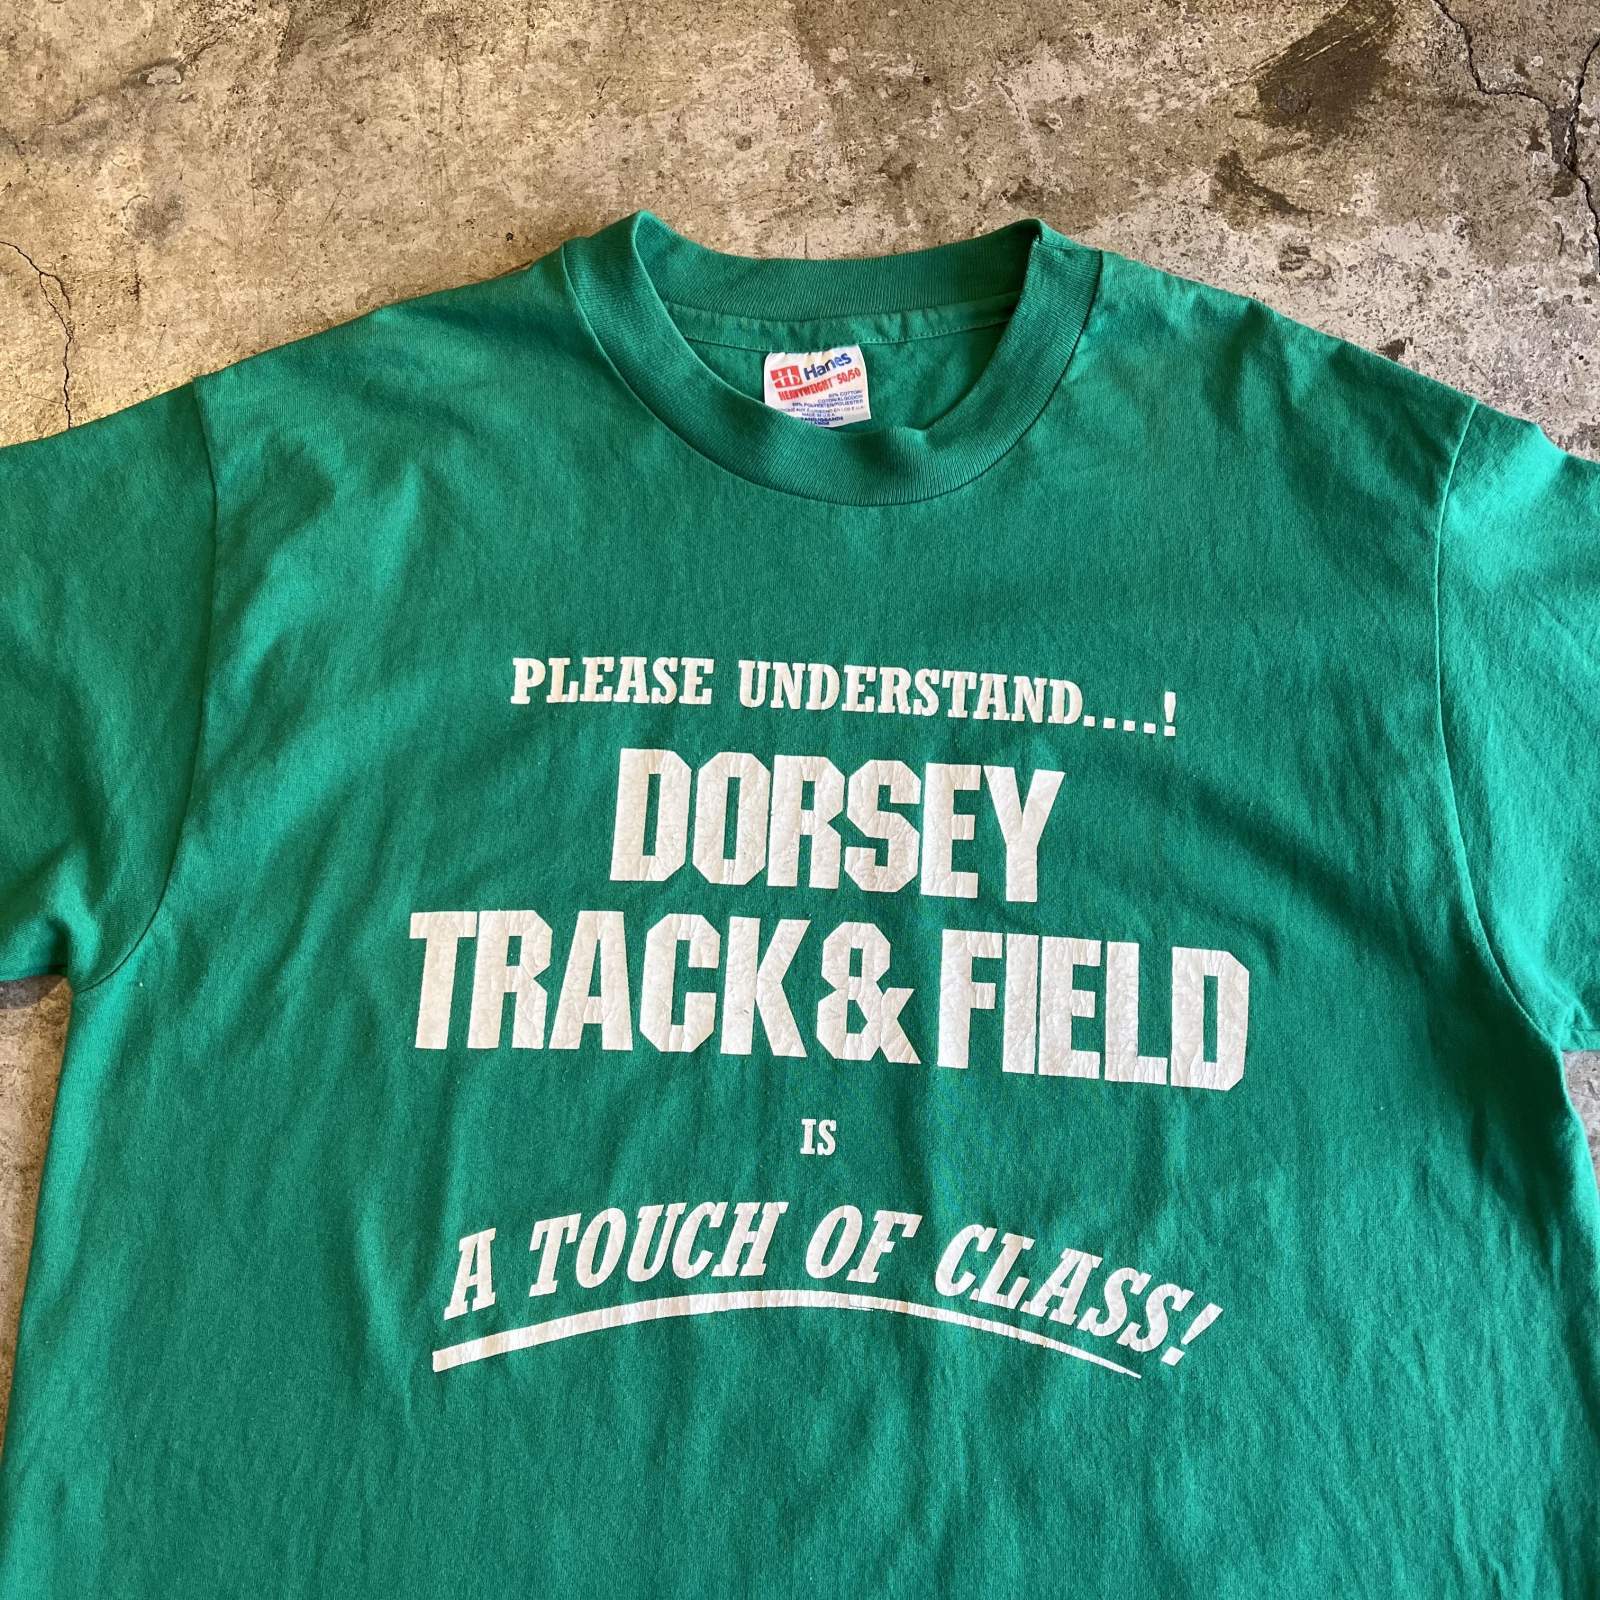 Hanes
HEAVYWEIGHT 50/50
PLEASE UNDERSTAND....!
DORSEY
TRACK & FIELD
IS
A TOUCH OF CLASS!